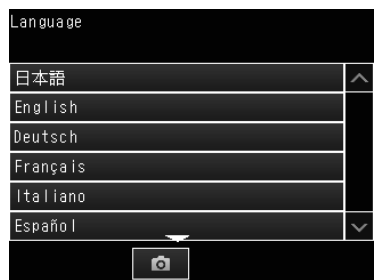 Language
日本語
English
Deutsch
Français
Italiano
Español